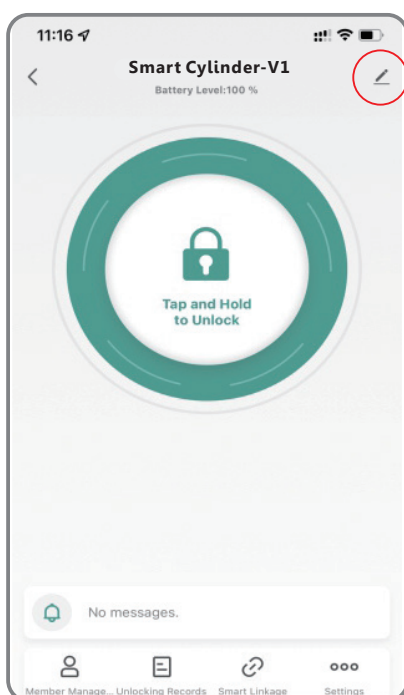 11:16
Smart Cylinder-V1
Battery Level:100 %
Tap and Hold
to Unlock
No messages.
Member Manage... Unlocking Records Smart Linkage Settings